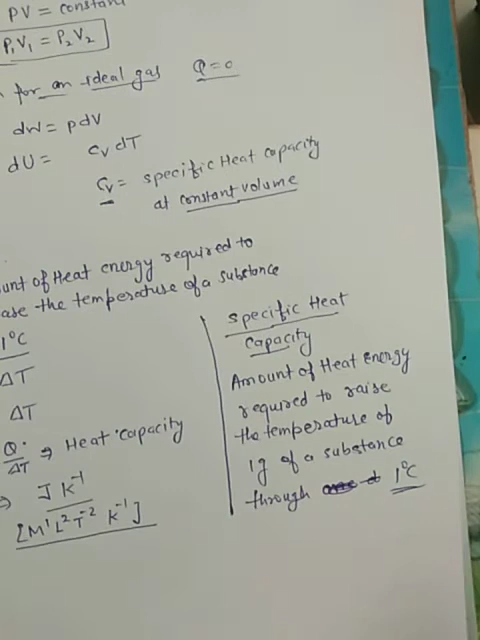 PV = constant
P₁V₁ = P₂V₂
for an ideal gas Q=0
dW = pdV
dU = Cv dT
Cv = specific Heat capacity
at constant volume
unt of Heat energy required to
ase the temperature of a substance
1°C
ΔT
ΔT
Q/ΔT ⇒ Heat capacity
⇒ J K⁻¹
[M¹L²T⁻² K⁻¹]
specific Heat
capacity
Amount of Heat Energy
required to raise
the temperature of
1g of a substance
through 1°C